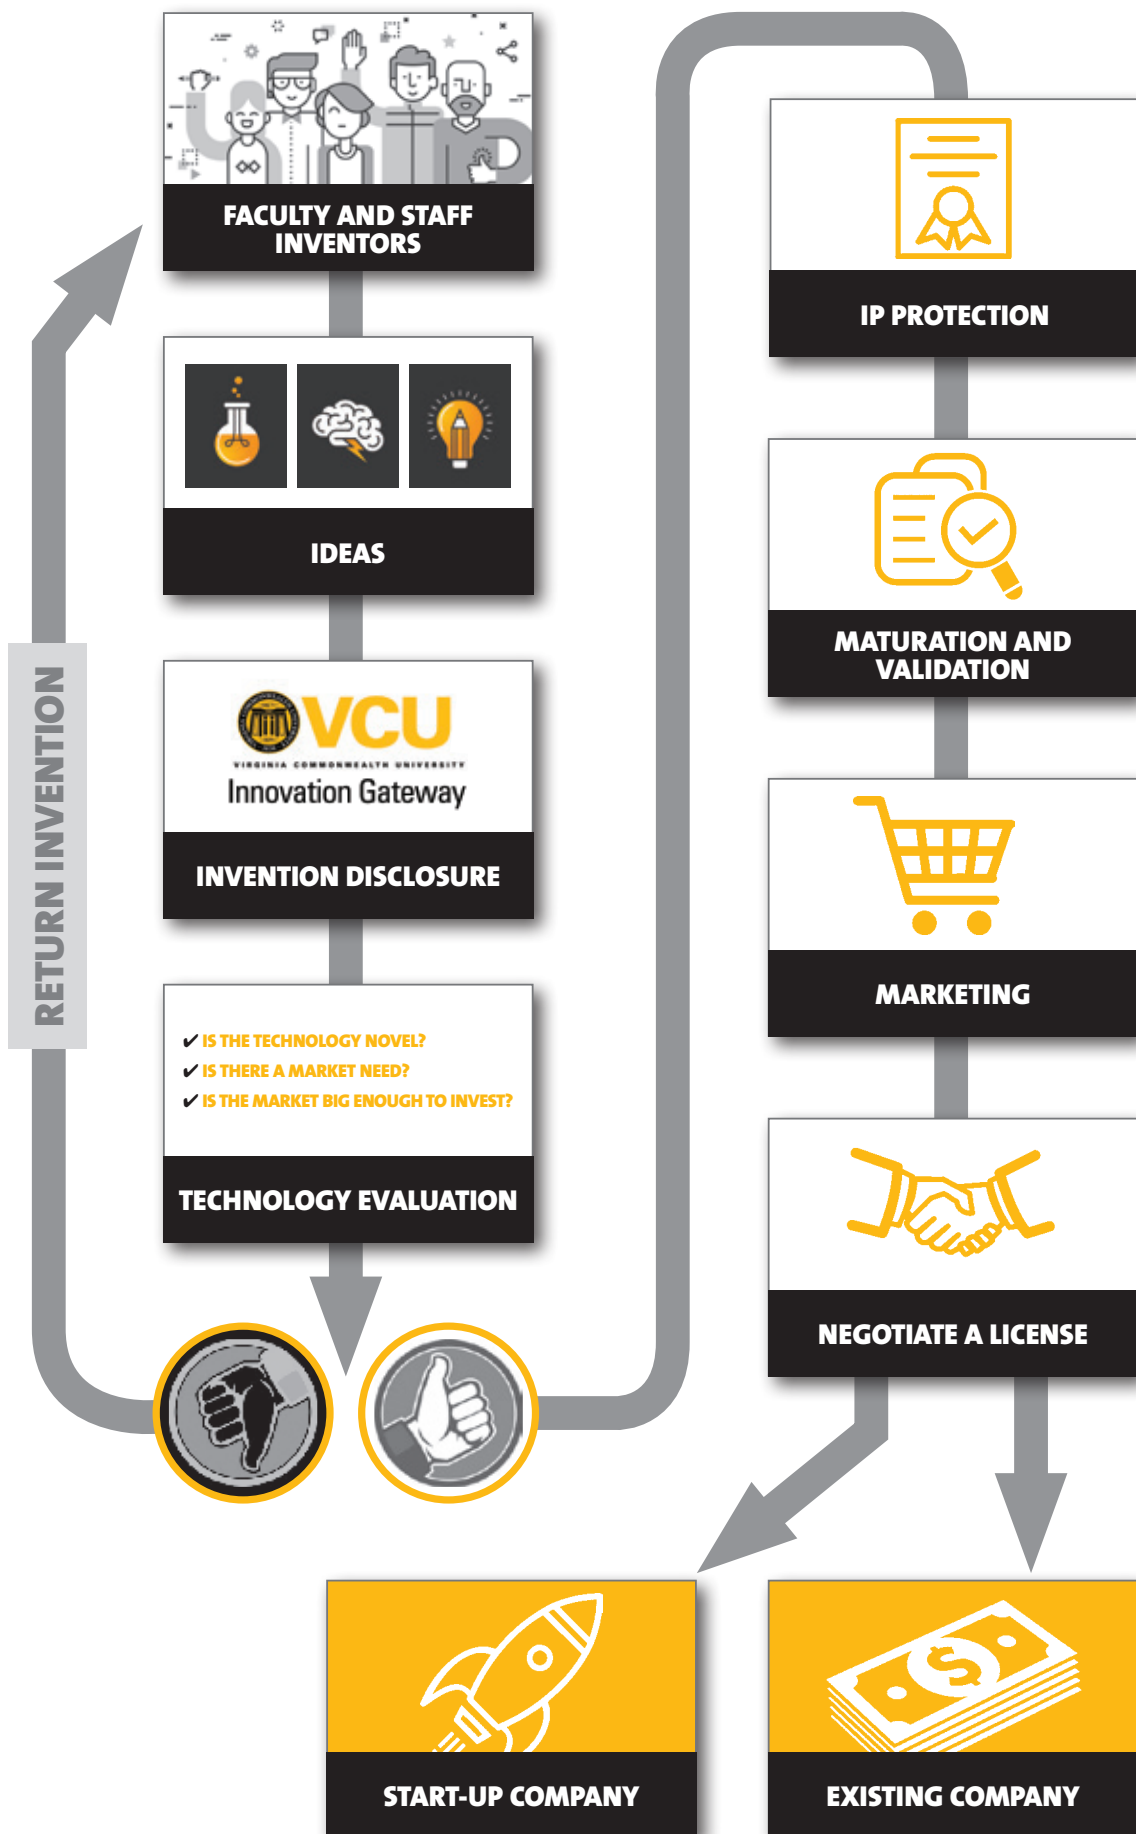 FACULTY AND STAFF
INVENTORS
IDEAS
VCU
VIRGINIA COMMONWEALTH UNIVERSITY
Innovation Gateway
INVENTION DISCLOSURE
✔ IS THE TECHNOLOGY NOVEL?
✔ IS THERE A MARKET NEED?
✔ IS THE MARKET BIG ENOUGH TO INVEST?
TECHNOLOGY EVALUATION
RETURN INVENTION
IP PROTECTION
MATURATION AND
VALIDATION
MARKETING
NEGOTIATE A LICENSE
START-UP COMPANY
$
EXISTING COMPANY